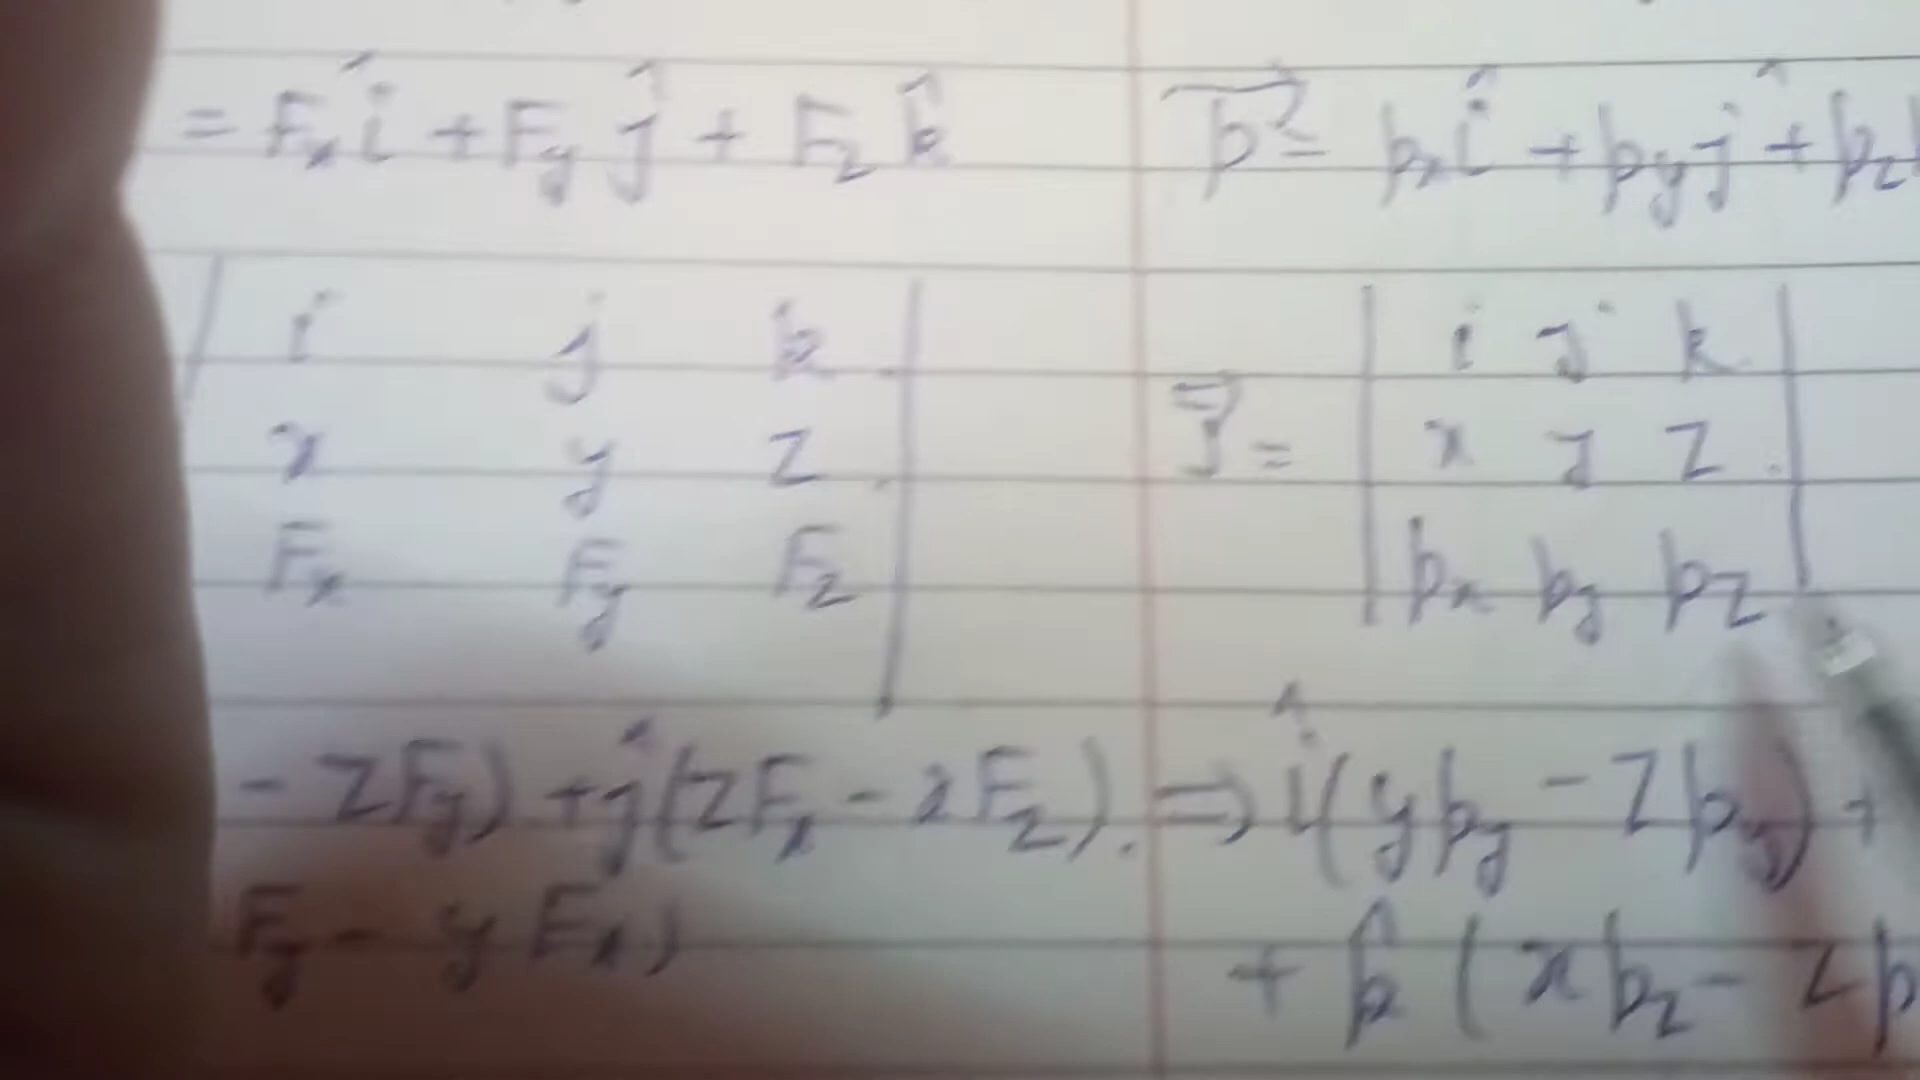 = Fx î + Fy ĵ + Fz k̂
| i j k |
| x y z |
| Fx Fy Fz |
- zFy) + ĵ(zFx - xFz).
Fy - yFx)
p⃗ = px î + py ĵ + pz
J⃗ = | i j k |
| x y z |
| px py pz |
⇒ î(ypy - zpy) +
+ k̂ (xpz - zp